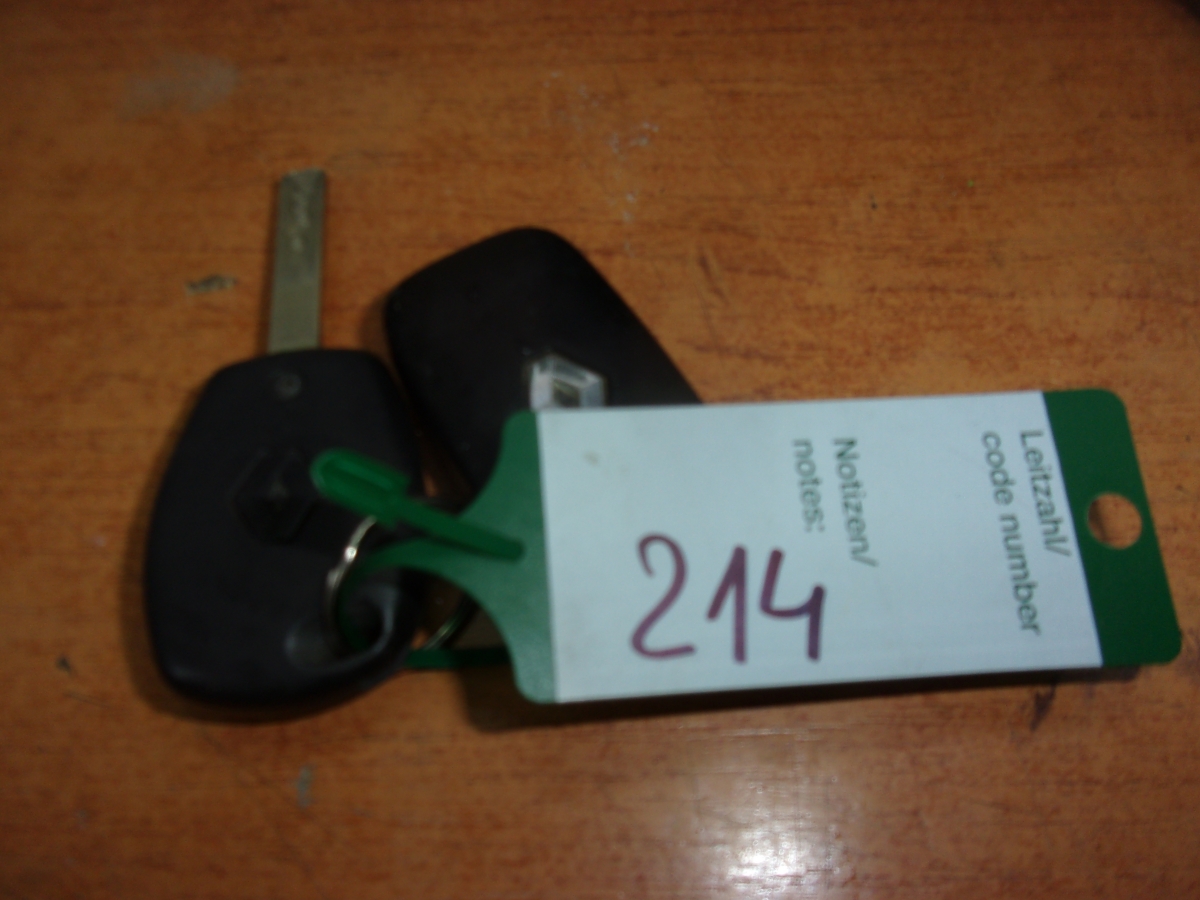 Leitzahl/
code number
Notizen/
notes:
214